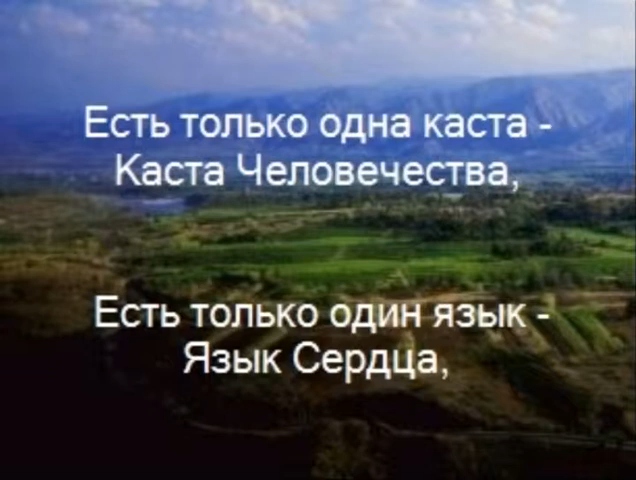 Есть только одна каста -
Каста Человечества,
Есть только один язык -
Язык Сердца,